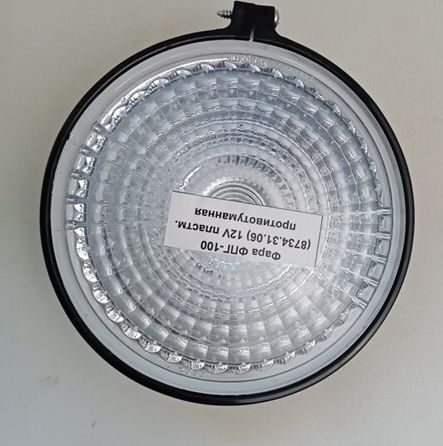 Фара ФПГ-100
(8734.31.06) 12V пластм.
противотуманная